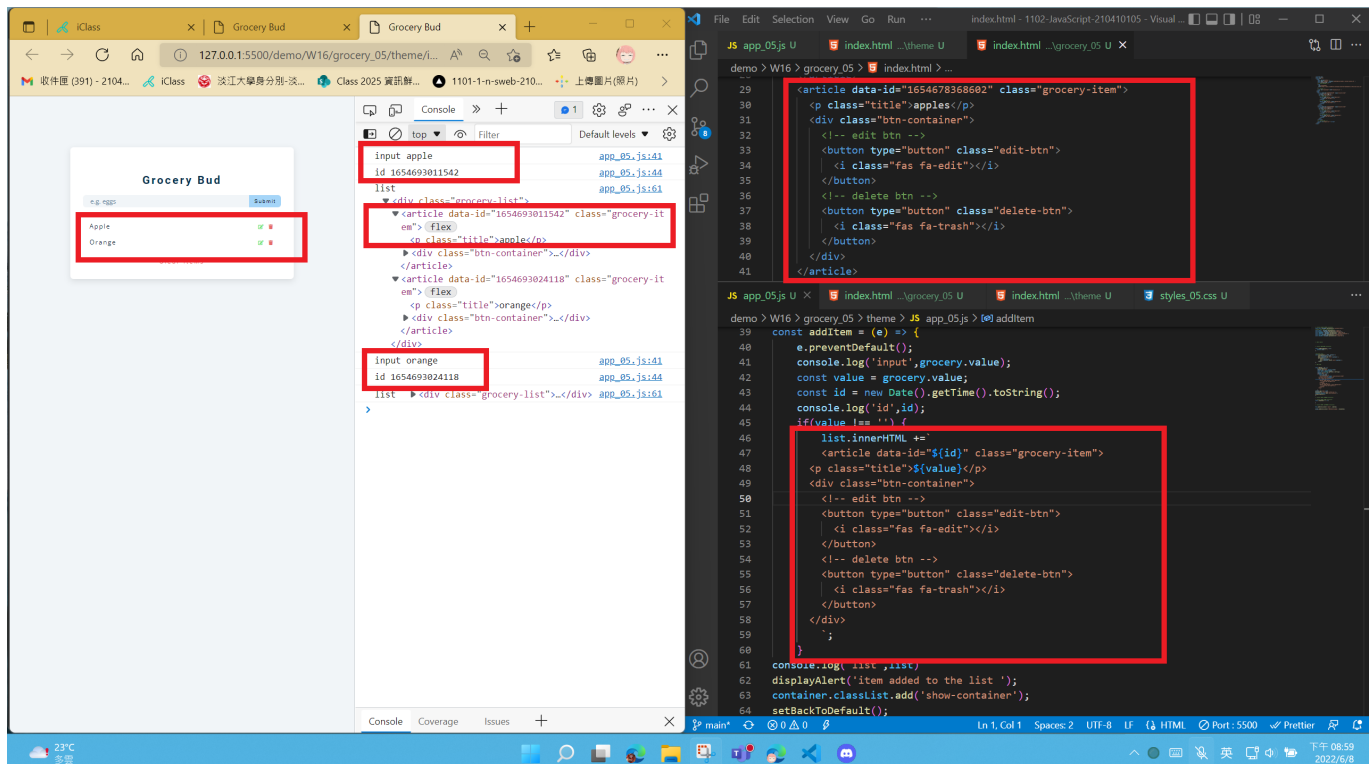 iClass
Grocery Bud
Grocery Bud
127.0.0.1:5500/demo/W16/grocery_05/theme/i...
收件匣 (391) - 2104...
iClass
淡江大學身分別-淡...
Class 2025 資訊鮮...
1101-1-n-sweb-210...
上傳圖片(照片)
Grocery Bud
e.g. eggs
Submit
Apple
Orange
Console
1
top
Filter
Default levels
input apple app_05.js:41
id 1654693011542 app_05.js:44
list app_05.js:61
<div class="grocery-list">
<article data-id="1654693011542" class="grocery-it
em"> flex
<p class="title">apple</p>
<div class="btn-container">…</div>
</article>
<article data-id="1654693024118" class="grocery-it
em"> flex
<p class="title">orange</p>
<div class="btn-container">…</div>
</article>
</div>
input orange app_05.js:41
id 1654693024118 app_05.js:44
list <div class="grocery-list">…</div> app_05.js:61
Console Coverage Issues
File Edit Selection View Go Run ··· index.html - 1102-JavaScript-210410105 - Visual ...
JS app_05.js U index.html ...\theme U index.html ...\grocery_05 U
demo > W16 > grocery_05 > index.html > ...
29 <article data-id="1654678368602" class="grocery-item">
30 <p class="title">apples</p>
31 <div class="btn-container">
32 <!-- edit btn -->
33 <button type="button" class="edit-btn">
34 <i class="fas fa-edit"></i>
35 </button>
36 <!-- delete btn -->
37 <button type="button" class="delete-btn">
38 <i class="fas fa-trash"></i>
39 </button>
40 </div>
41 </article>
JS app_05.js U index.html ...\grocery_05 U index.html ...\theme U styles_05.css U
demo > W16 > grocery_05 > theme > JS app_05.js > addItem
39 const addItem = (e) => {
40 e.preventDefault();
41 console.log('input',grocery.value);
42 const value = grocery.value;
43 const id = new Date().getTime().toString();
44 console.log('id',id);
45 if(value !== '') {
46 list.innerHTML +=`
47 <article data-id="${id}" class="grocery-item">
48 <p class="title">${value}</p>
49 <div class="btn-container">
50 <!-- edit btn -->
51 <button type="button" class="edit-btn">
52 <i class="fas fa-edit"></i>
53 </button>
54 <!-- delete btn -->
55 <button type="button" class="delete-btn">
56 <i class="fas fa-trash"></i>
57 </button>
58 </div>
59 `;
60 }
61 console.log( list ,list)
62 displayAlert('item added to the list ');
63 container.classList.add('show-container');
64 setBackToDefault();
8
main* 0 0 Ln 1, Col 1 Spaces: 2 UTF-8 LF HTML Port : 5500 Prettier
23°C
多雲
英
下午 08:59
2022/6/8